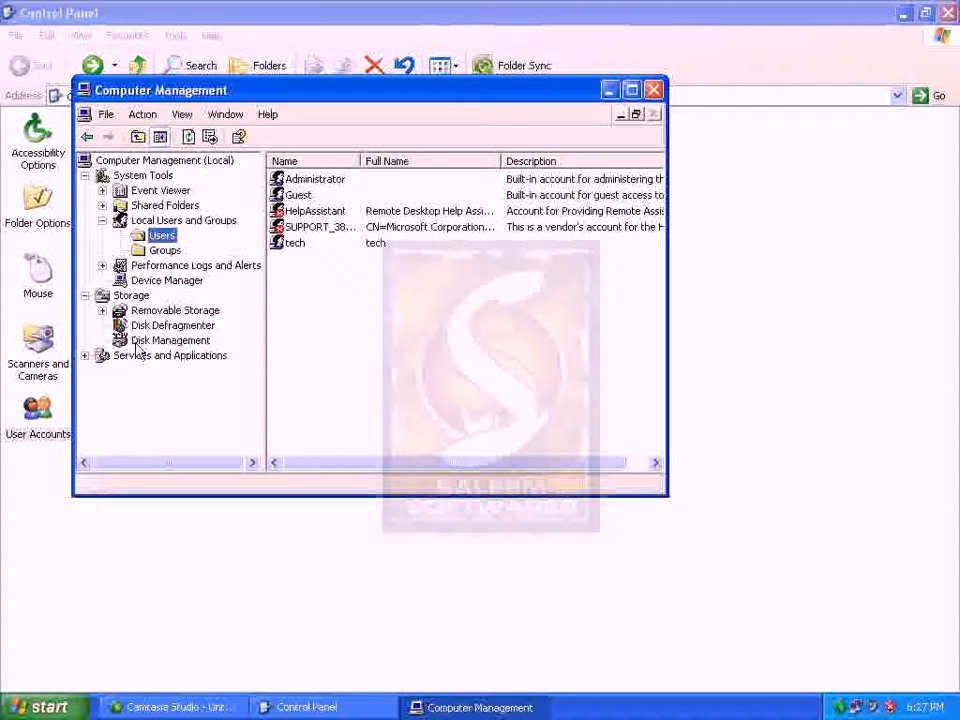 Control Panel
File Edit View Favorites Tools Help
Back Search Folders Folder Sync
Address Go
Accessibility
Options
Folder Options
Mouse
Scanners and
Cameras
User Accounts
Computer Management
File Action View Window Help
Computer Management (Local)
System Tools
Event Viewer
Shared Folders
Local Users and Groups
Users
Groups
Performance Logs and Alerts
Device Manager
Storage
Removable Storage
Disk Defragmenter
Disk Management
Services and Applications
Name Full Name Description
Administrator Built-in account for administering th
Guest Built-in account for guest access to
HelpAssistant Remote Desktop Help Assi... Account for Providing Remote Assis
SUPPORT_38... CN=Microsoft Corporation... This is a vendor's account for the H
tech tech
SALEEM
SOFTWARES
start Camtasia Studio - Unt... Control Panel Computer Management 6:27 PM